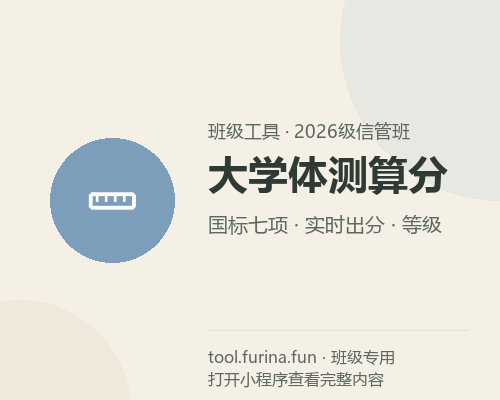 班级工具 · 2026级信管班
大学体测算分
国标七项 · 实时出分 · 等级
tool.furina.fun · 班级专用
打开小程序查看完整内容